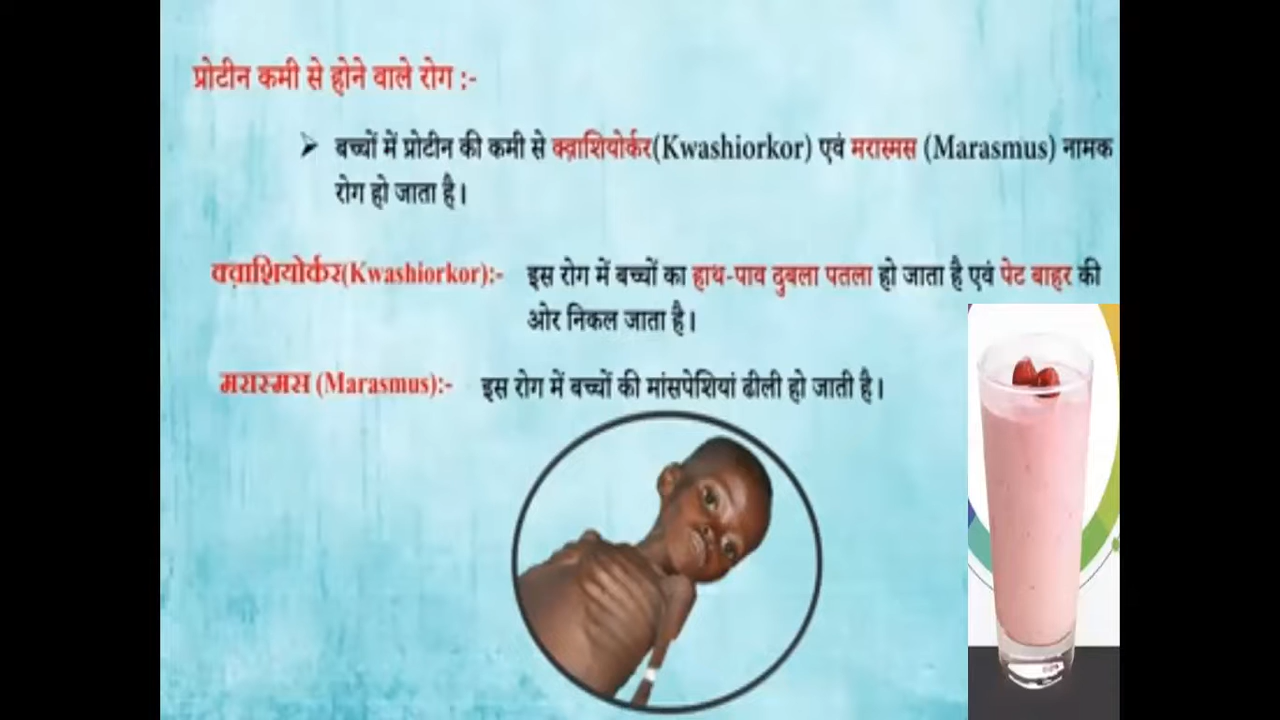 प्रोटीन कमी से होने वाले रोग :-
➢ बच्चों में प्रोटीन की कमी से क्वाशियोर्कर(Kwashiorkor) एवं मरास्मस (Marasmus) नामक
रोग हो जाता है।
क्वाशियोर्कर(Kwashiorkor):- इस रोग में बच्चों का हाथ-पाव दुबला पतला हो जाता है एवं पेट बाहर की
ओर निकल जाता है।
मरास्मस (Marasmus):- इस रोग में बच्चों की मांसपेशियां ढीली हो जाती है।